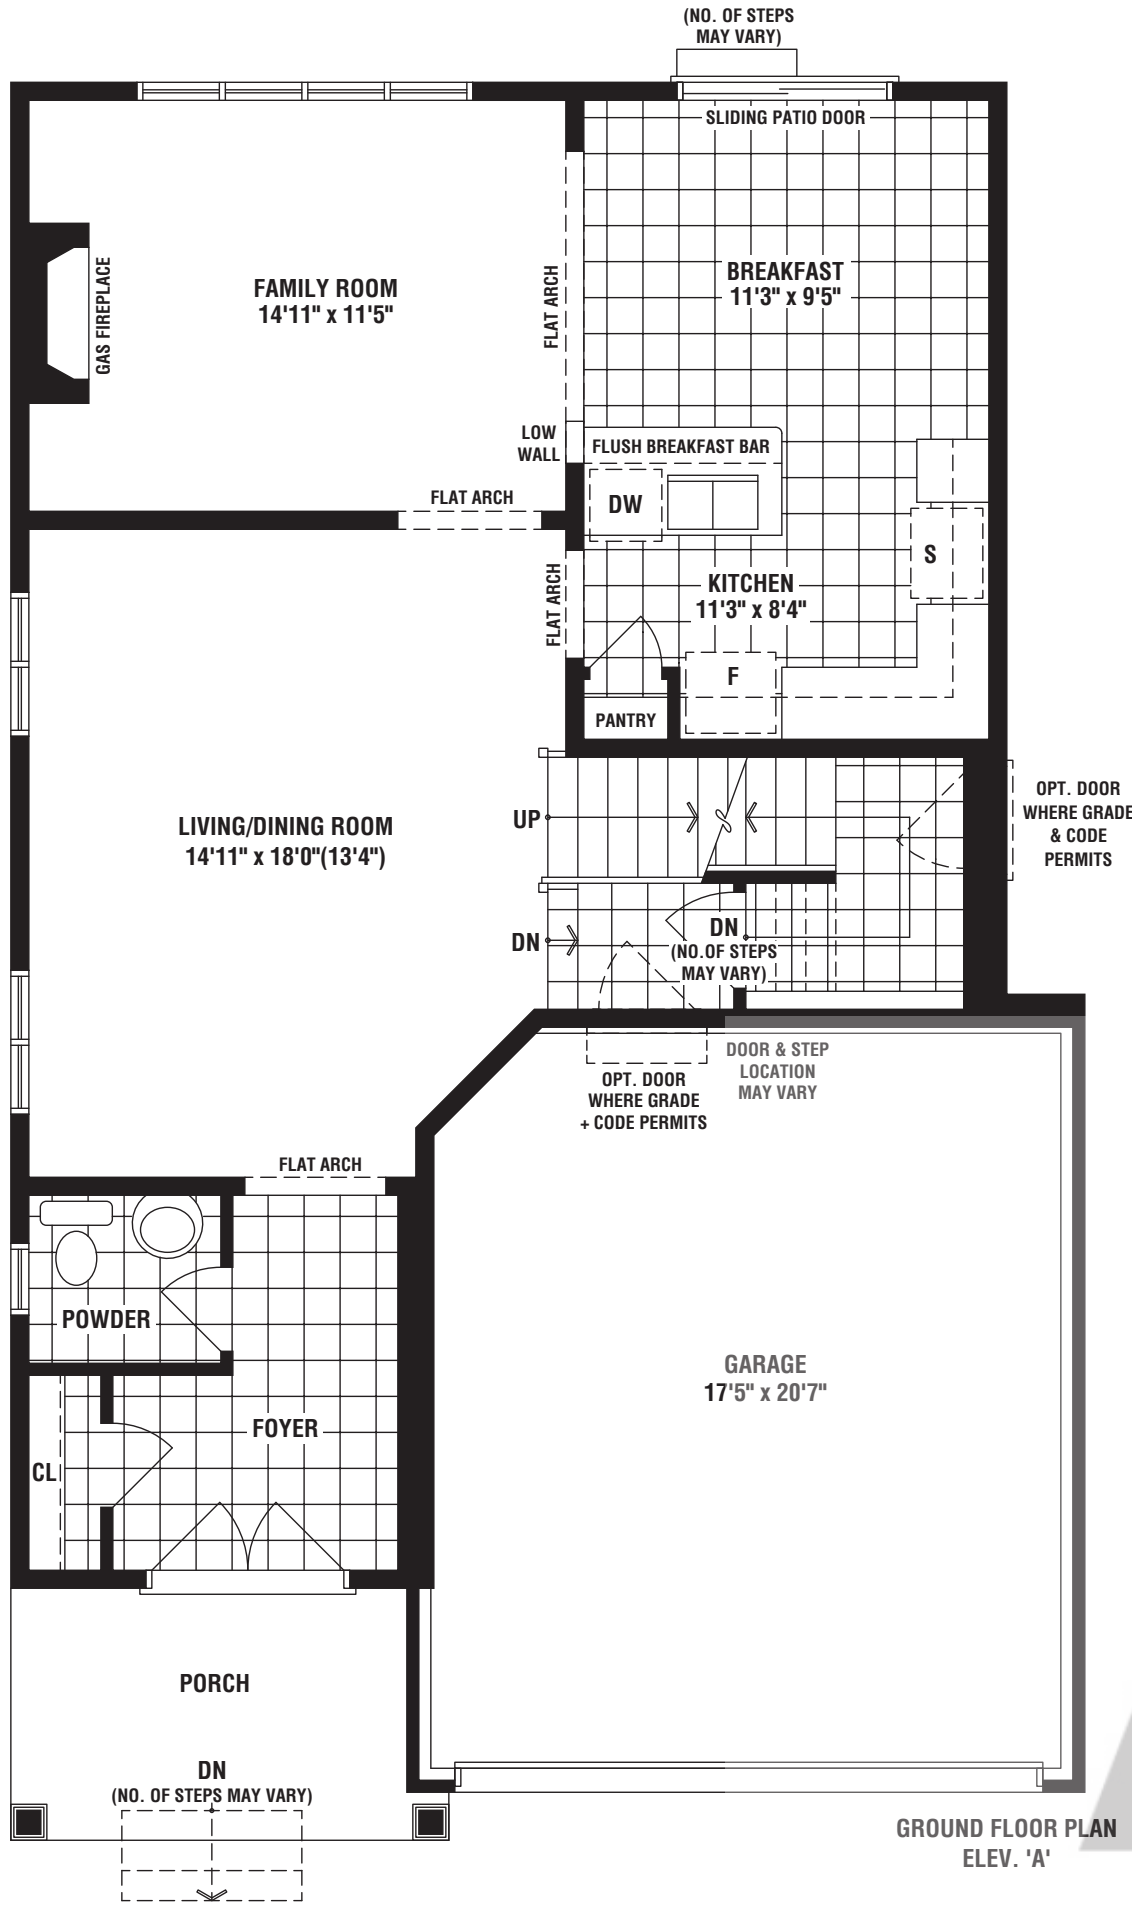 (NO. OF STEPS
MAY VARY)
SLIDING PATIO DOOR
BREAKFAST
11'3" x 9'5"
FAMILY ROOM
14'11" x 11'5"
GAS FIREPLACE
FLAT ARCH
LOW
WALL
FLUSH BREAKFAST BAR
FLAT ARCH
DW
S
KITCHEN
11'3" x 8'4"
FLAT ARCH
F
PANTRY
UP
OPT. DOOR
WHERE GRADE
& CODE
PERMITS
LIVING/DINING ROOM
14'11" x 18'0"(13'4")
DN
DN
(NO.OF STEPS
MAY VARY)
DOOR & STEP
LOCATION
MAY VARY
OPT. DOOR
WHERE GRADE
+ CODE PERMITS
FLAT ARCH
POWDER
GARAGE
17'5" x 20'7"
FOYER
CL
PORCH
DN
(NO. OF STEPS MAY VARY)
GROUND FLOOR PLAN
ELEV. 'A'